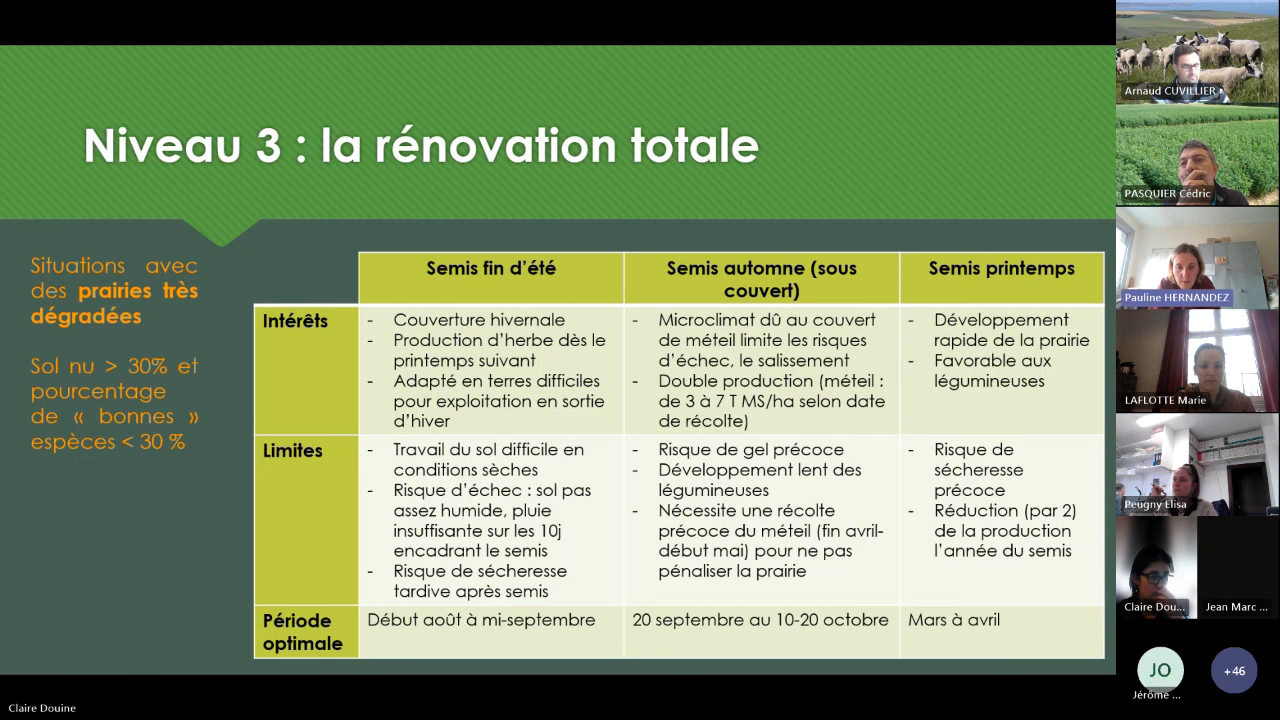 Niveau 3 : la rénovation totale
Situations avec
des prairies très
dégradées
Sol nu > 30% et
pourcentage
de « bonnes »
espèces < 30 %
Semis fin d'été
Semis automne (sous
couvert)
Semis printemps
Intérêts
- Couverture hivernale
- Production d'herbe dès le
printemps suivant
- Adapté en terres difficiles
pour exploitation en sortie
d'hiver
- Microclimat dû au couvert
de méteil limite les risques
d'échec, le salissement
- Double production (méteil :
de 3 à 7 T MS/ha selon date
de récolte)
- Développement
rapide de la prairie
- Favorable aux
légumineuses
Limites
- Travail du sol difficile en
conditions sèches
- Risque d'échec : sol pas
assez humide, pluie
insuffisante sur les 10j
encadrant le semis
- Risque de sécheresse
tardive après semis
- Risque de gel précoce
- Développement lent des
légumineuses
- Nécessite une récolte
précoce du méteil (fin avril-
début mai) pour ne pas
pénaliser la prairie
- Risque de
sécheresse
précoce
- Réduction (par 2)
de la production
l'année du semis
Période
optimale
Début août à mi-septembre
20 septembre au 10-20 octobre
Mars à avril
Arnaud CUVILLIER
PASQUIER Cédric
Pauline HERNANDEZ
LAFLOTTE Marie
Peugny Elisa
Claire Dou...
Jean Marc ...
JO
Jérôme ...
+46
Claire Douine